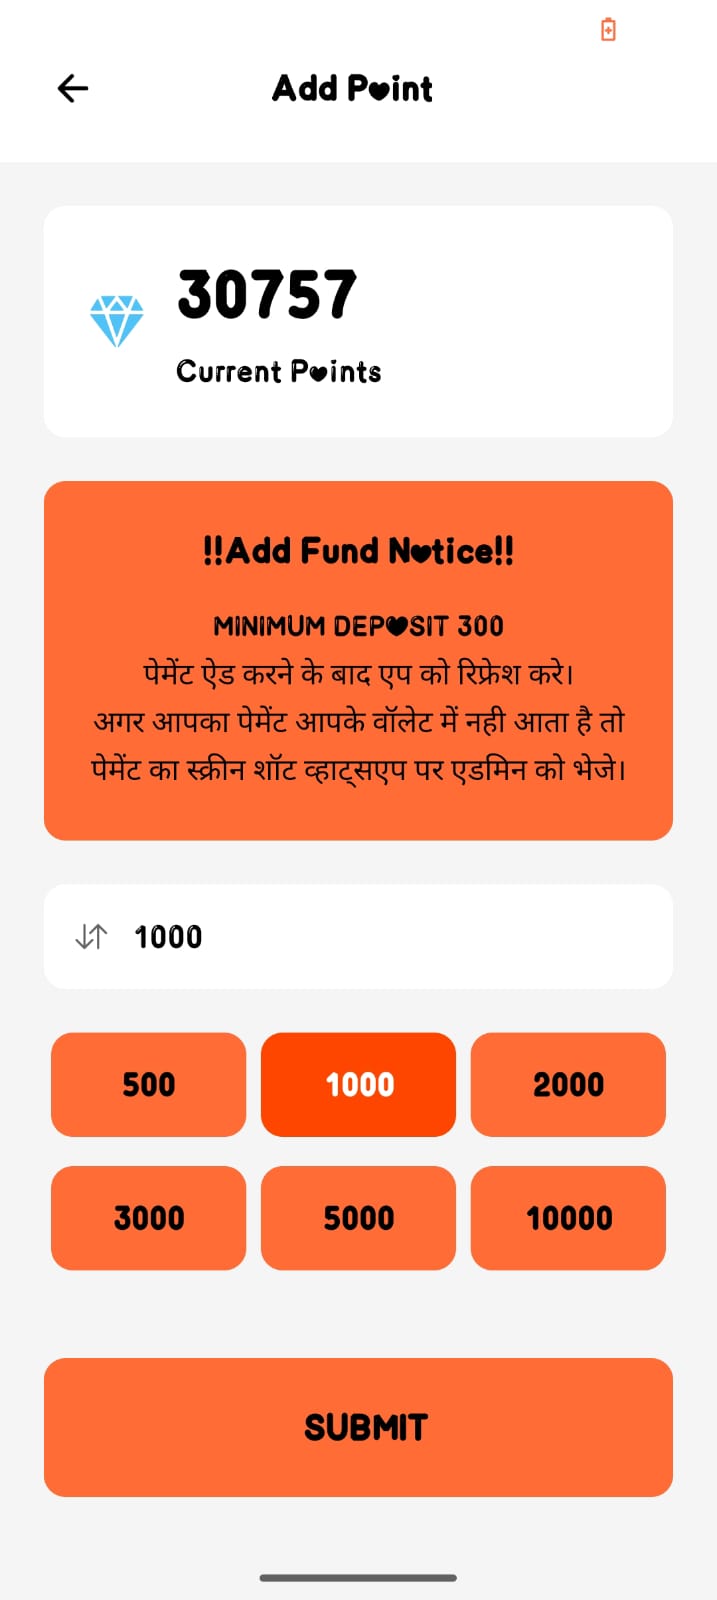 Add Point
30757
Current Points
!!Add Fund Notice!!
MINIMUM DEPOSIT 300
पेमेंट ऐड करने के बाद एप को रिफ्रेश करे।
अगर आपका पेमेंट आपके वॉलेट में नही आता है तो
पेमेंट का स्क्रीन शॉट व्हाट्सएप पर एडमिन को भेजे।
1000
500
1000
2000
3000
5000
10000
SUBMIT